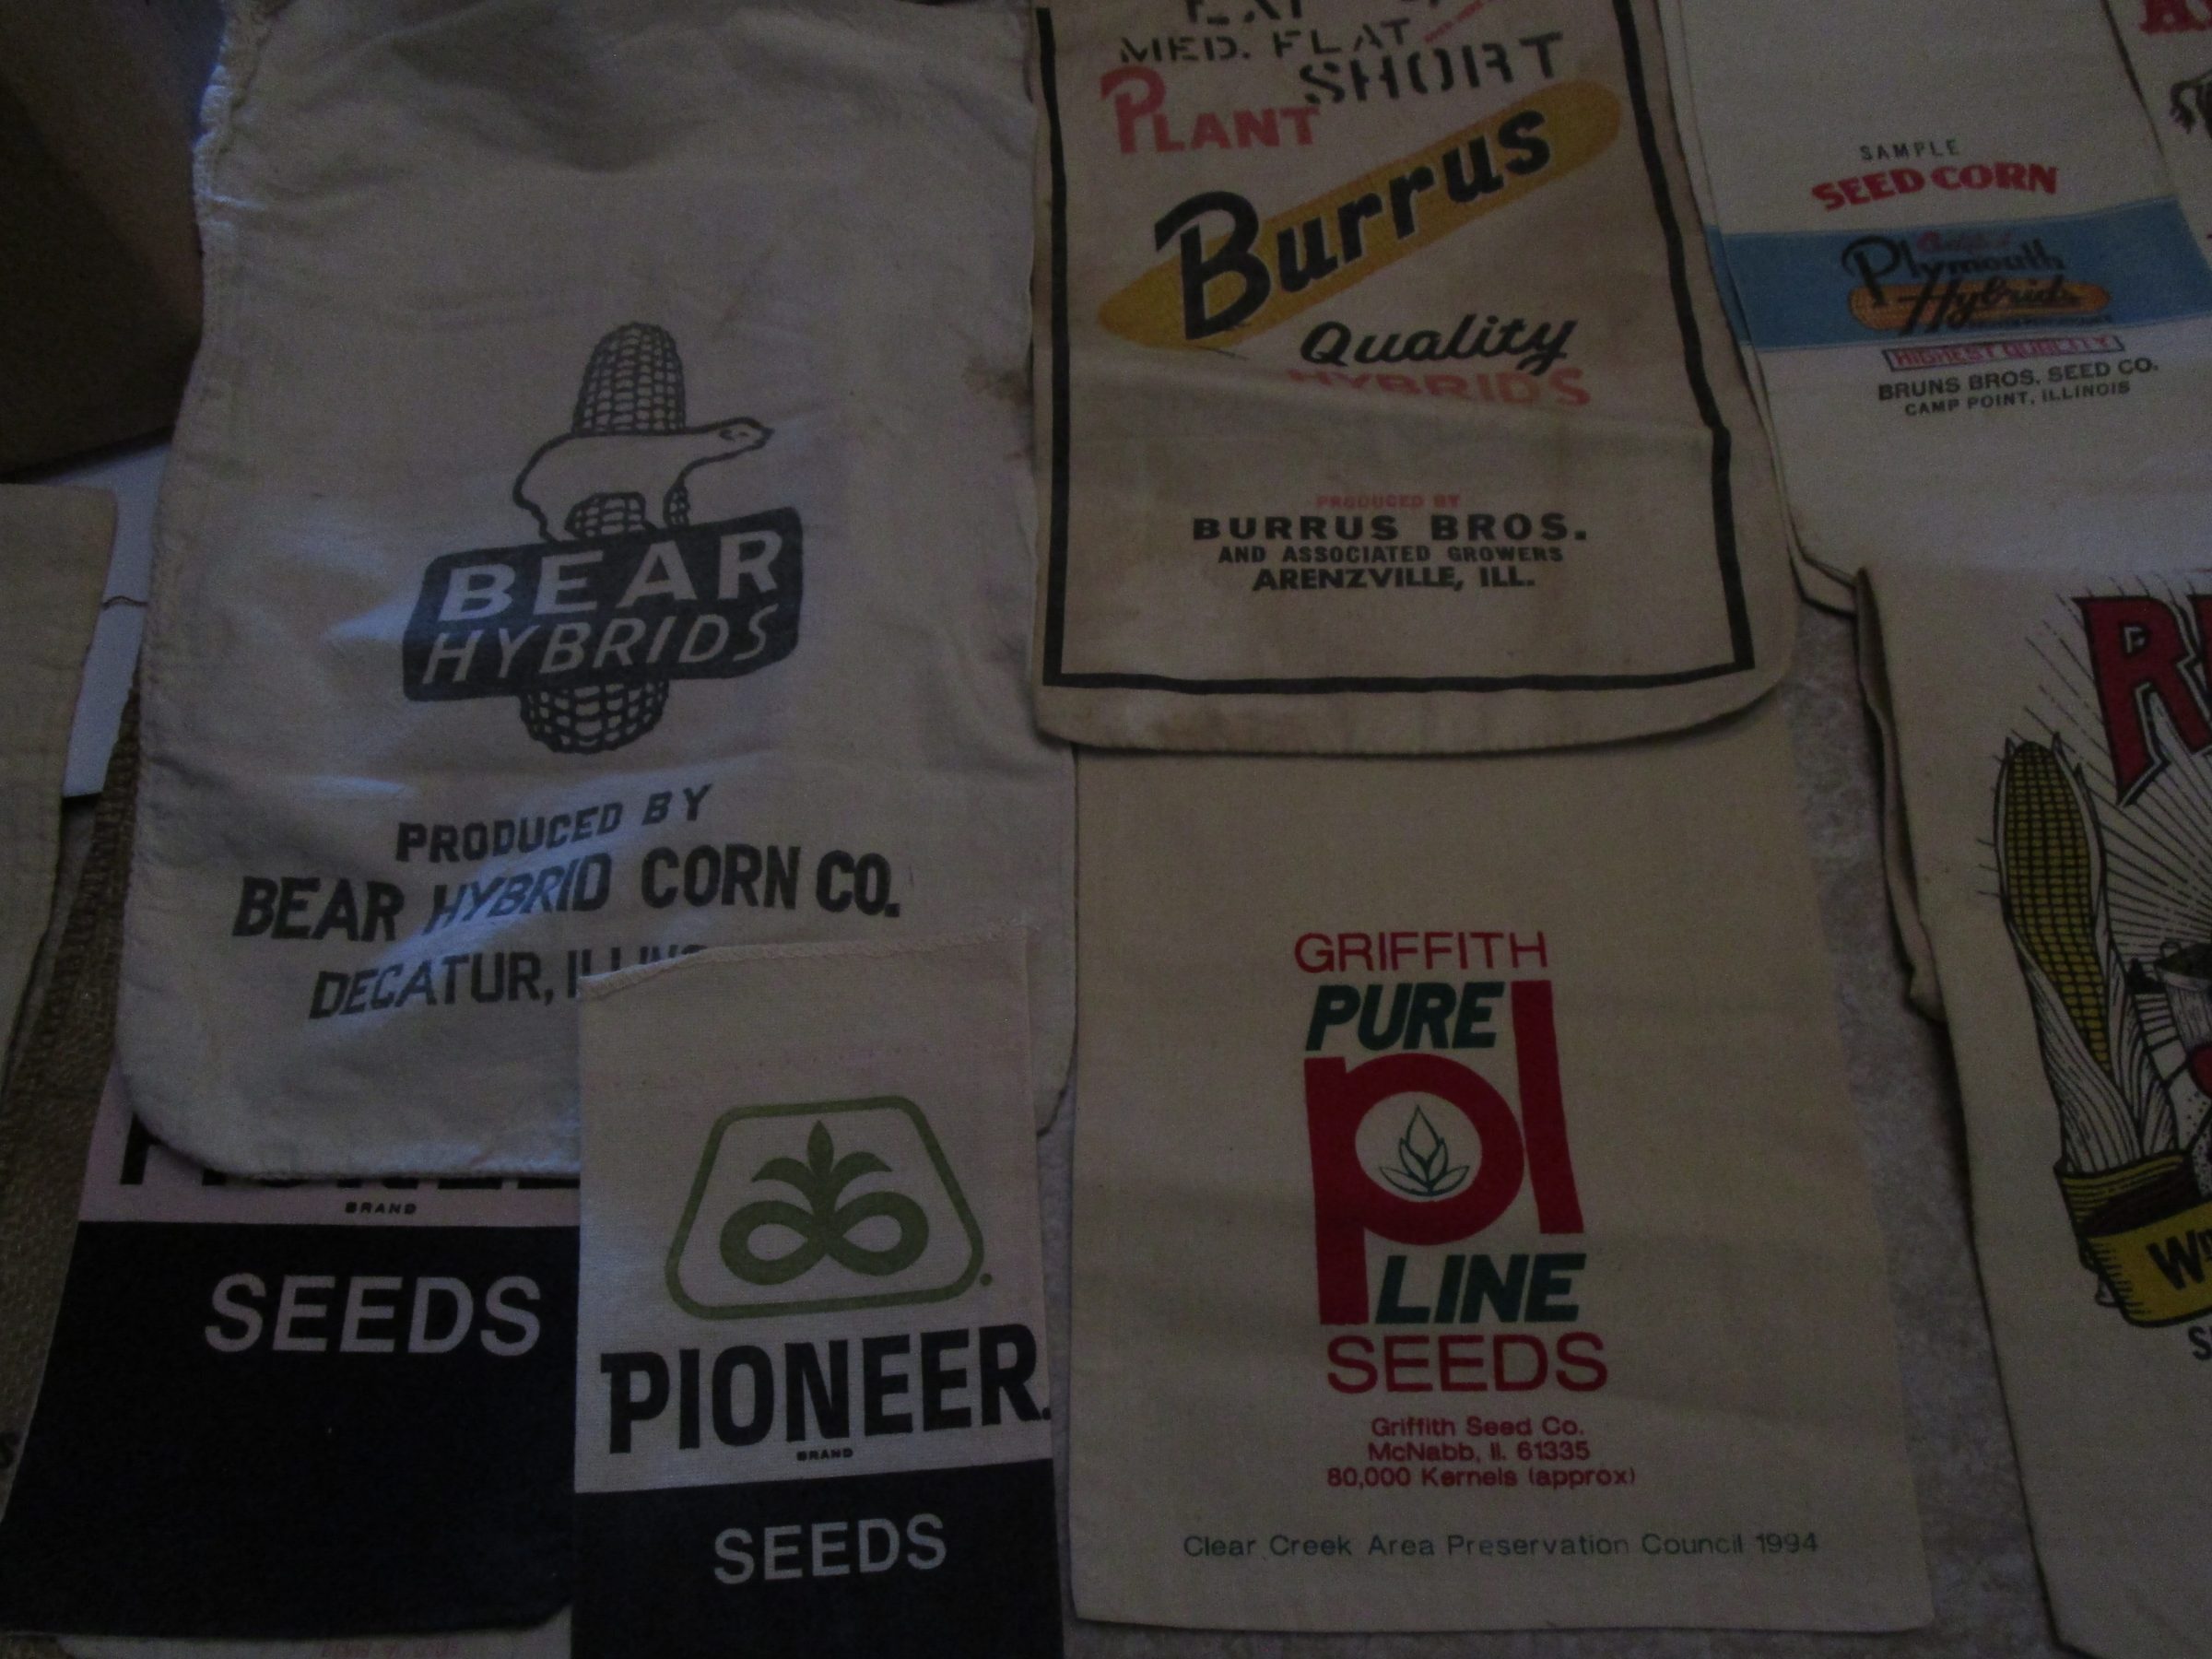 BEAR
HYBRIDS
PRODUCED BY
BEAR HYBRID CORN CO.
DECATUR,
MED. FLAT
SHORT
PLANT
Burrus
Quality
HYBRIDS
PRODUCED BY
BURRUS BROS.
AND ASSOCIATED GROWERS
ARENZVILLE, ILL.
SAMPLE
SEED CORN
Plymouth
Hybrids
HIGHEST QUALITY
BRUNS BROS. SEED CO.
CAMP POINT, ILLINOIS
BRAND
SEEDS
PIONEER.
BRAND
SEEDS
GRIFFITH
PURE
pl
LINE
SEEDS
Griffith Seed Co.
McNabb, Il. 61335
80,000 Kernels (approx)
Clear Creek Area Preservation Council 1994